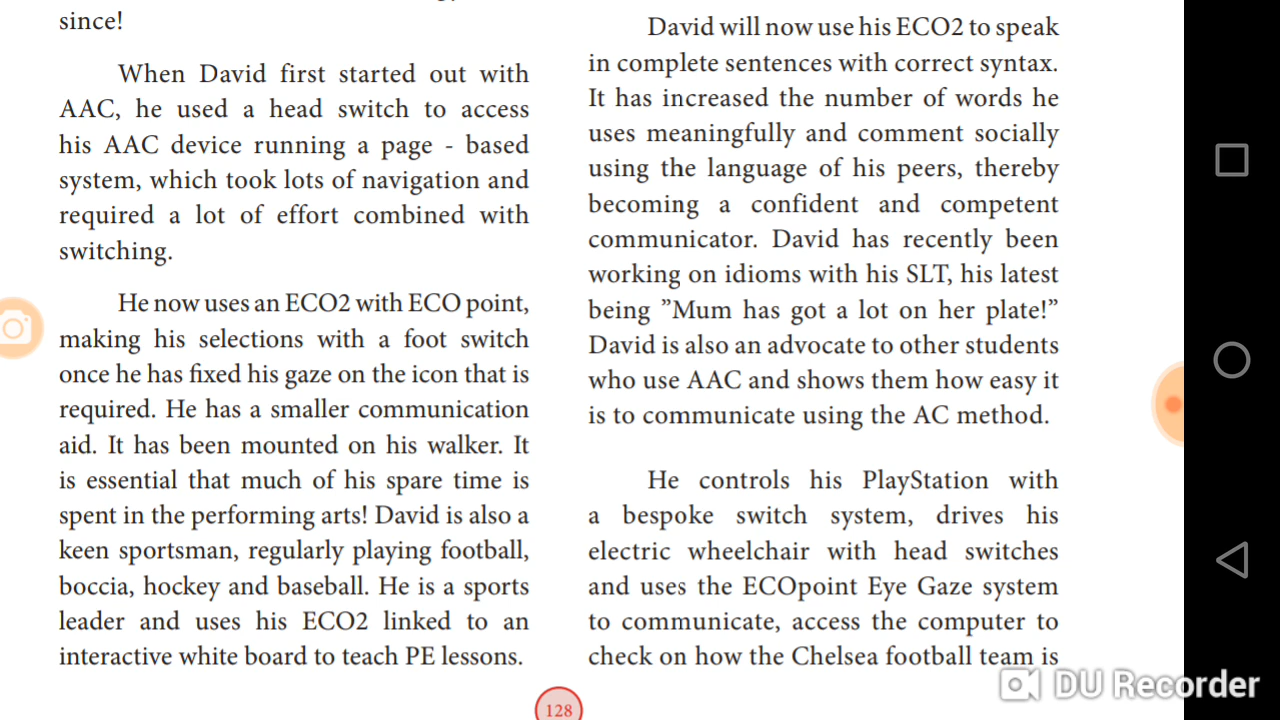 since!
When David first started out with
AAC, he used a head switch to access
his AAC device running a page - based
system, which took lots of navigation and
required a lot of effort combined with
switching.
He now uses an ECO2 with ECO point,
making his selections with a foot switch
once he has fixed his gaze on the icon that is
required. He has a smaller communication
aid. It has been mounted on his walker. It
is essential that much of his spare time is
spent in the performing arts! David is also a
keen sportsman, regularly playing football,
boccia, hockey and baseball. He is a sports
leader and uses his ECO2 linked to an
interactive white board to teach PE lessons.
David will now use his ECO2 to speak
in complete sentences with correct syntax.
It has increased the number of words he
uses meaningfully and comment socially
using the language of his peers, thereby
becoming a confident and competent
communicator. David has recently been
working on idioms with his SLT, his latest
being ”Mum has got a lot on her plate!”
David is also an advocate to other students
who use AAC and shows them how easy it
is to communicate using the AC method.
He controls his PlayStation with
a bespoke switch system, drives his
electric wheelchair with head switches
and uses the ECOpoint Eye Gaze system
to communicate, access the computer to
check on how the Chelsea football team is
128
DU Recorder